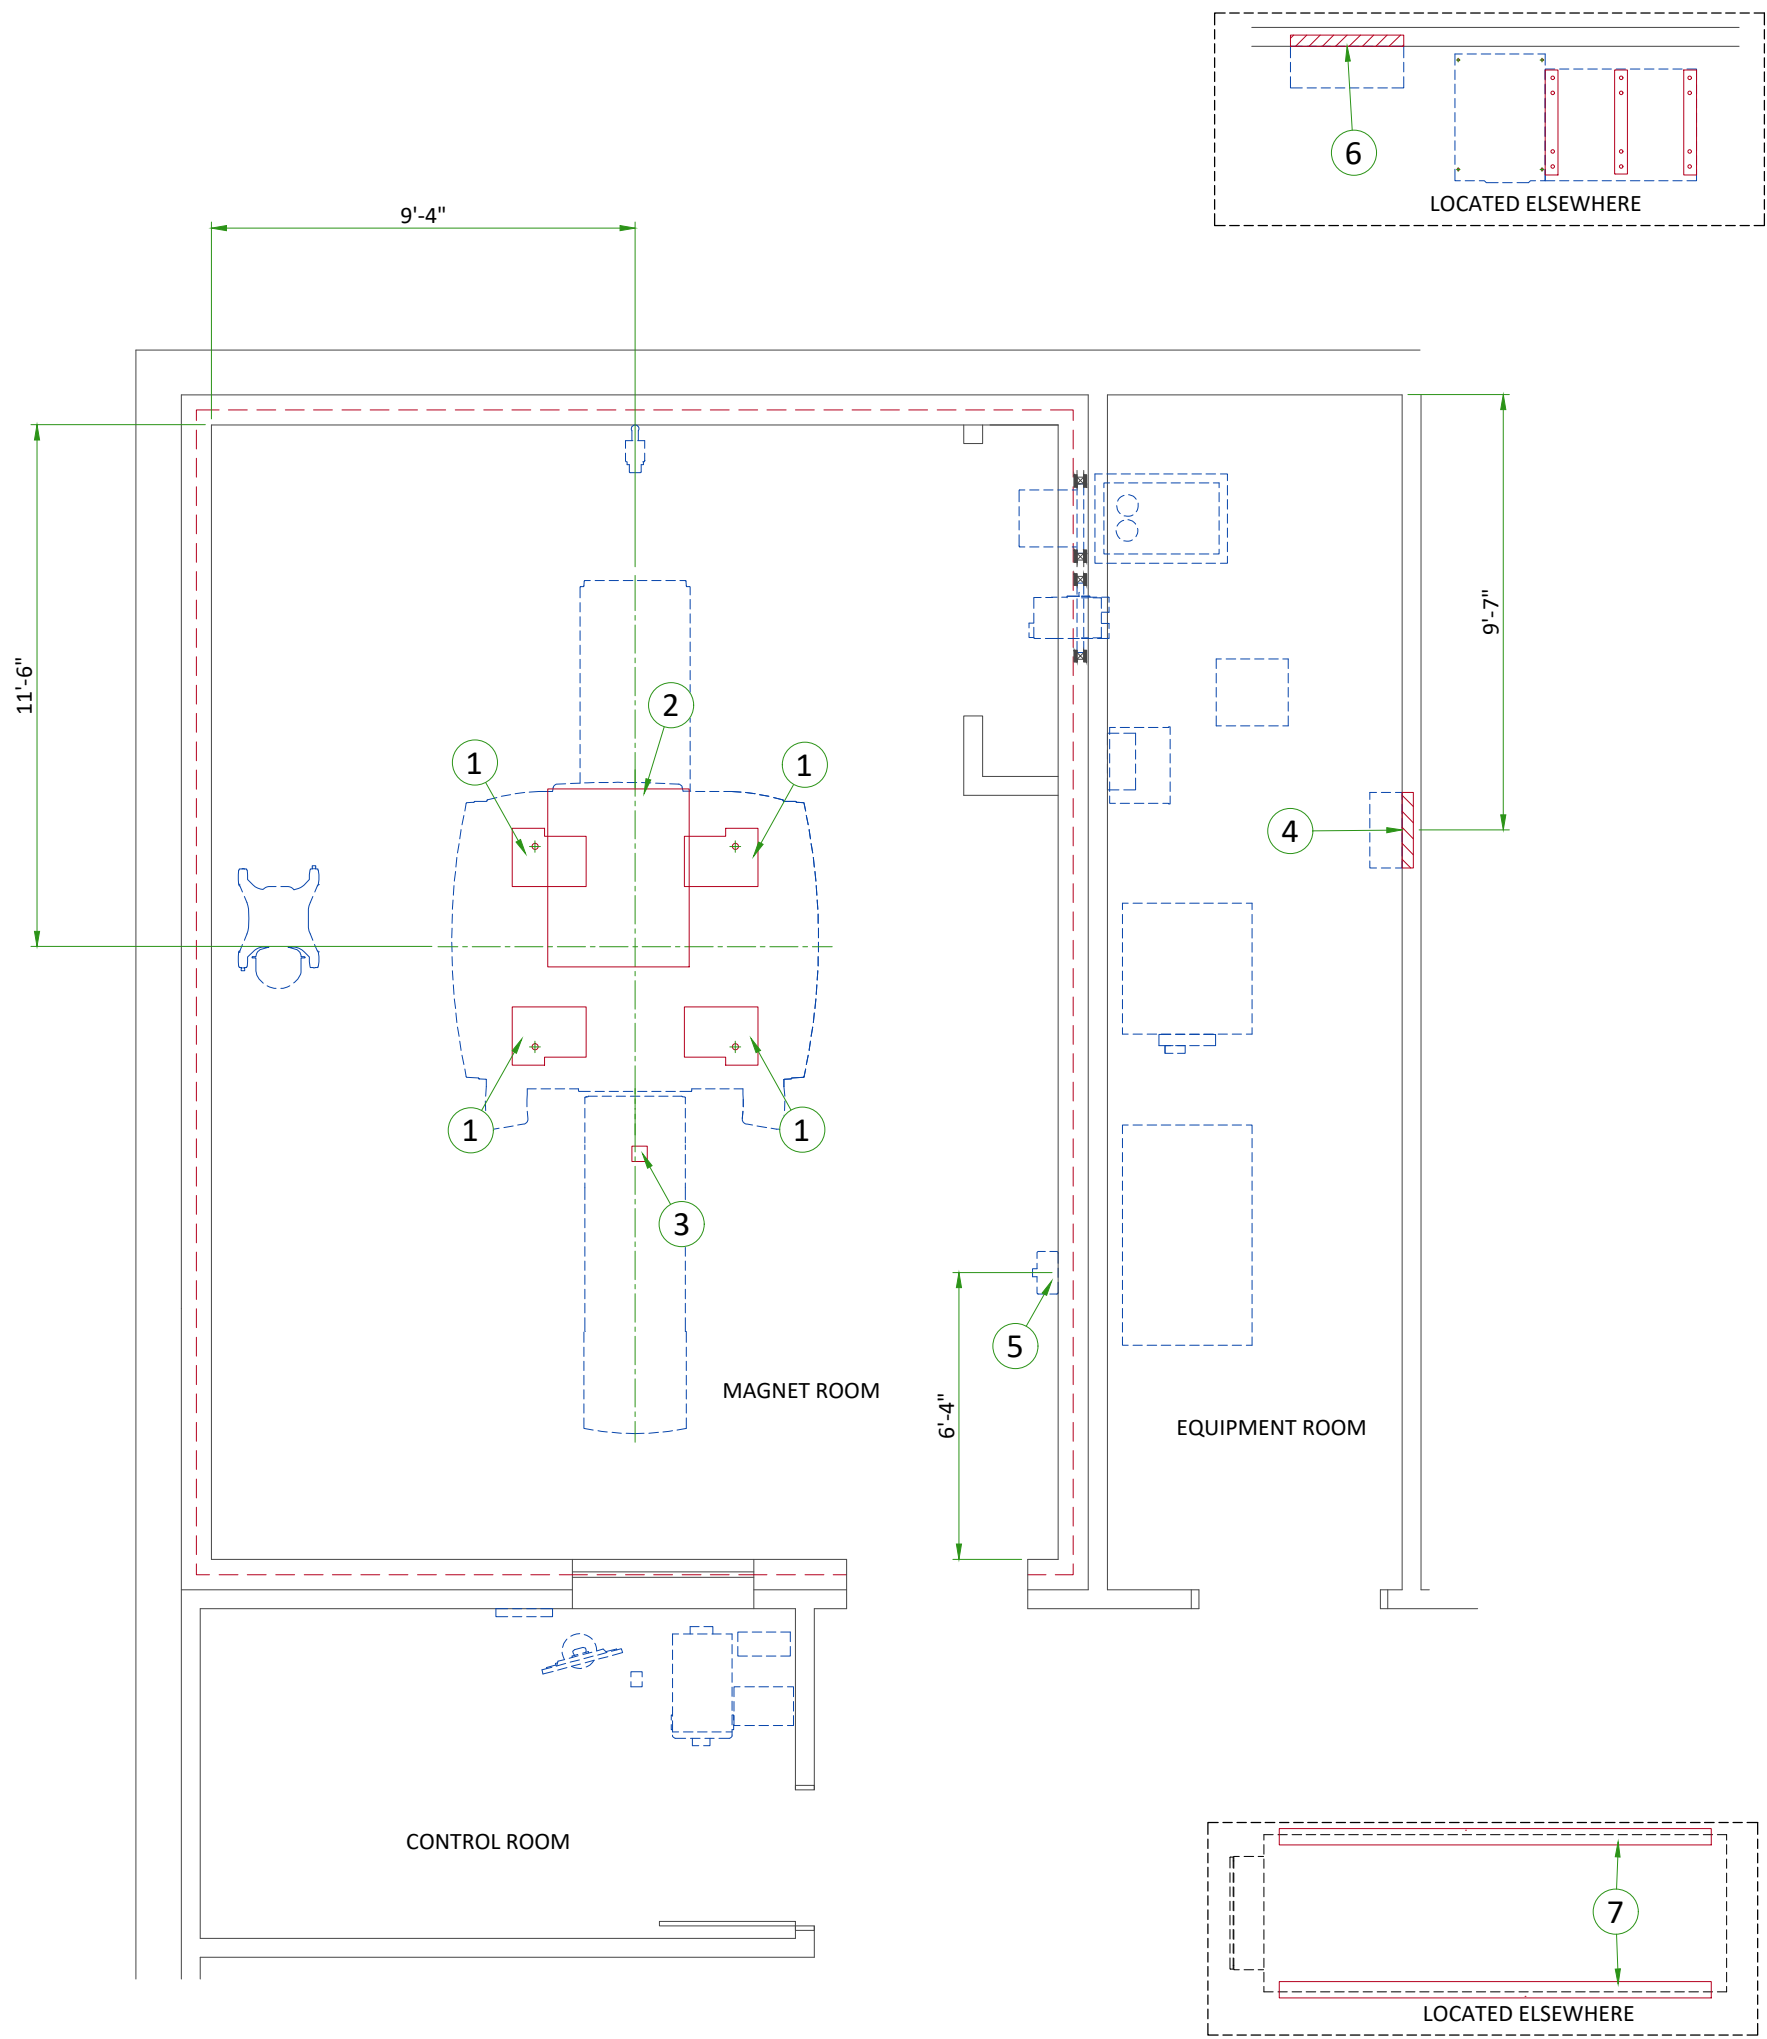 6
LOCATED ELSEWHERE
9'-4"
11'-6"
9'-7"
2
1
1
4
1
1
3
5
6'-4"
MAGNET ROOM
EQUIPMENT ROOM
CONTROL ROOM
7
LOCATED ELSEWHERE